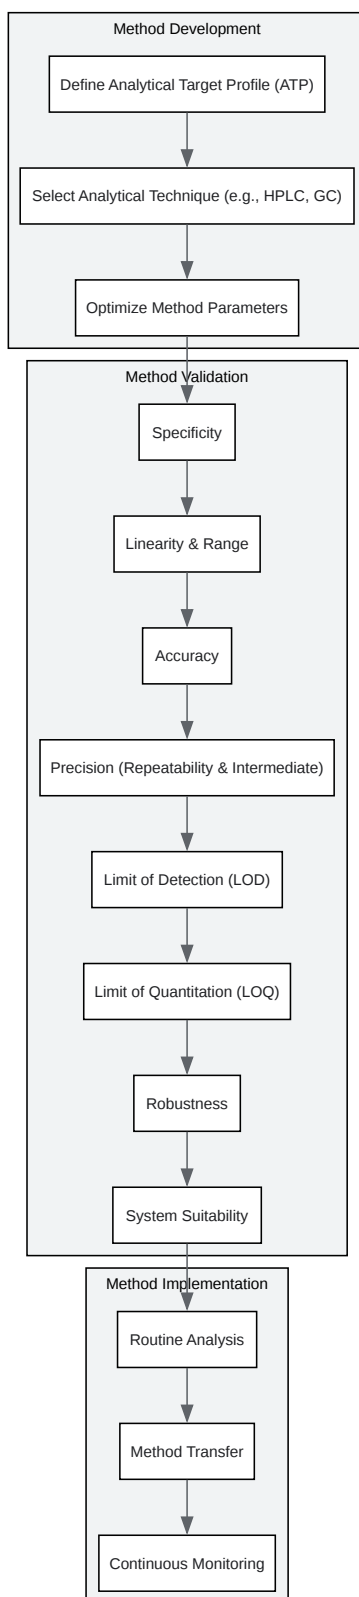 Method Development
Define Analytical Target Profile (ATP)
Select Analytical Technique (e.g., HPLC, GC)
Optimize Method Parameters
Method Validation
Specificity
Linearity & Range
Accuracy
Precision (Repeatability & Intermediate)
Limit of Detection (LOD)
Limit of Quantitation (LOQ)
Robustness
System Suitability
Method Implementation
Routine Analysis
Method Transfer
Continuous Monitoring